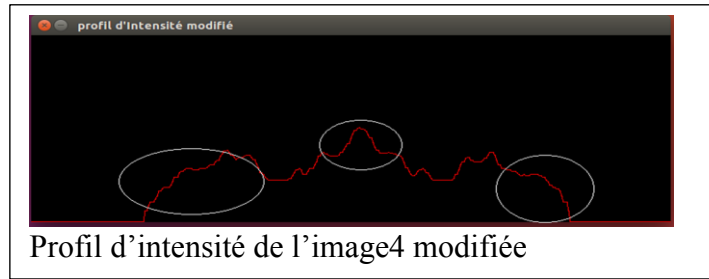 profil d'Intensité modifié
Profil d'intensité de l'image4 modifiée